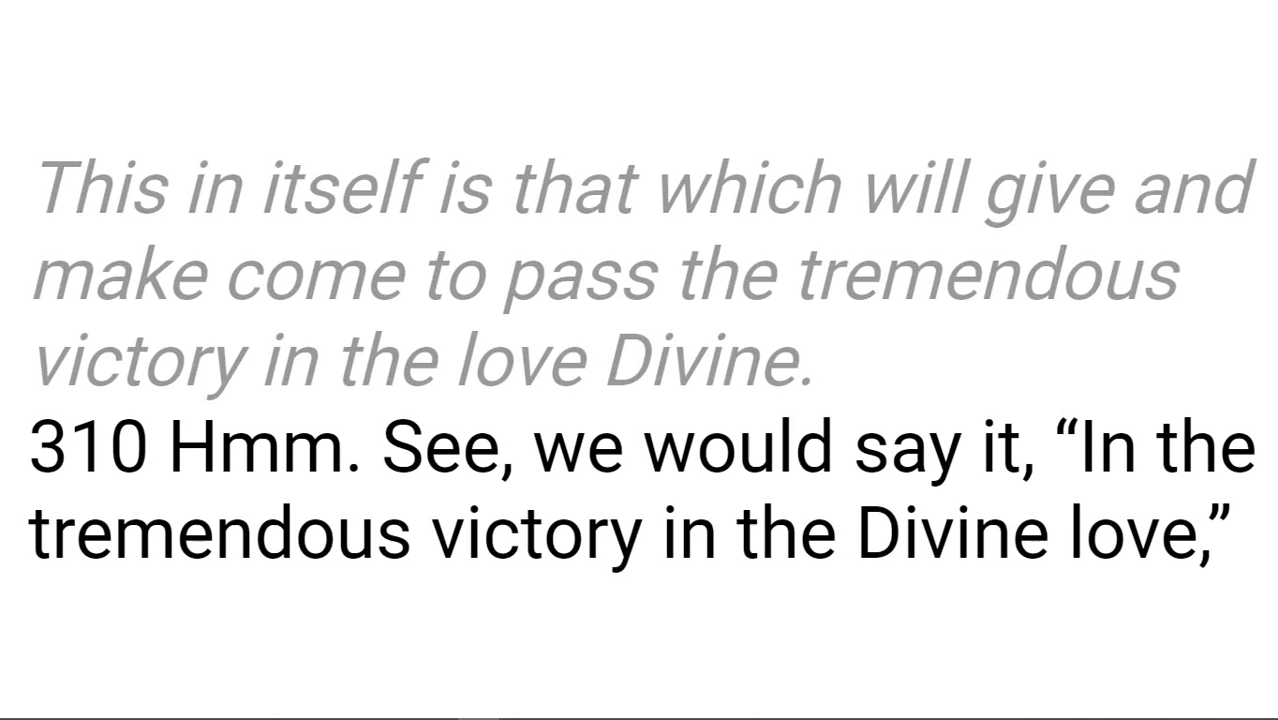 This in itself is that which will give and
make come to pass the tremendous
victory in the love Divine.
310 Hmm. See, we would say it, “In the
tremendous victory in the Divine love,”